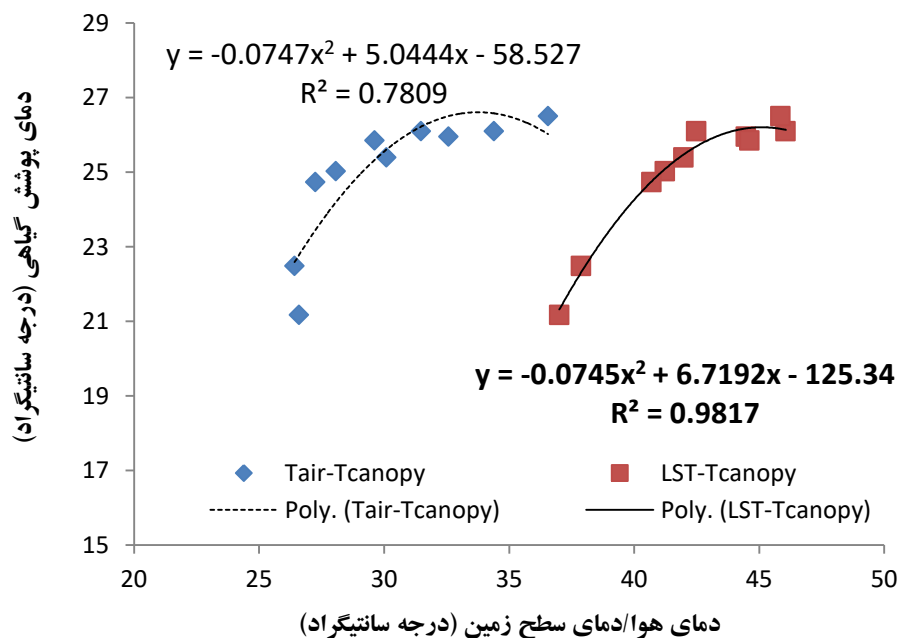 دمای پوشش گیاهی (درجه سانتیگراد)
29
27
25
23
21
19
17
15
y = -0.0747x² + 5.0444x - 58.527
R² = 0.7809
y = -0.0745x² + 6.7192x - 125.34
R² = 0.9817
Tair-Tcanopy
LST-Tcanopy
Poly. (Tair-Tcanopy)
Poly. (LST-Tcanopy)
20
25
30
35
40
45
50
دمای هوا/دمای سطح زمین (درجه سانتیگراد)